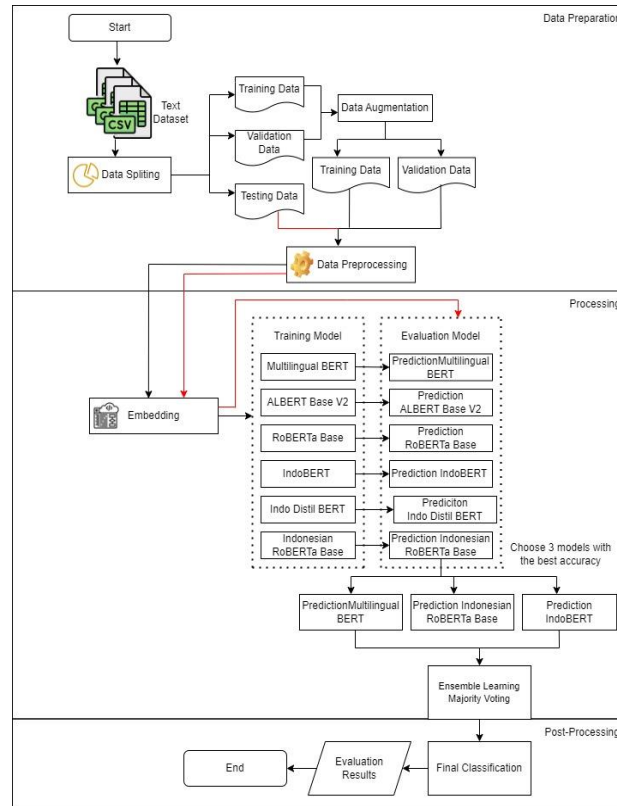 Start
Data Preparation
Text
Dataset
CSV
Training Data
Validation
Data
Data Augmentation
Data Spliting
Training Data
Validation Data
Testing Data
Data Preprocessing
Processing
Training Model
Evaluation Model
Multilingual BERT
PredictionMultilingual
BERT
ALBERT Base V2
Prediction
ALBERT Base V2
Embedding
RoBERTa Base
Prediction
RoBERTa Base
IndoBERT
Prediction IndoBERT
Indo Distil BERT
Prediciton
Indo Distil BERT
Indonesian
RoBERTa Base
Prediction Indonesian
RoBERTa Base
Choose 3 models with
the best accuracy
PredictionMultilingual
BERT
Prediction Indonesian
RoBERTa Base
Prediction
IndoBERT
Ensemble Learning
Majority Voting
Post-Processing
End
Evaluation
Results
Final Classification